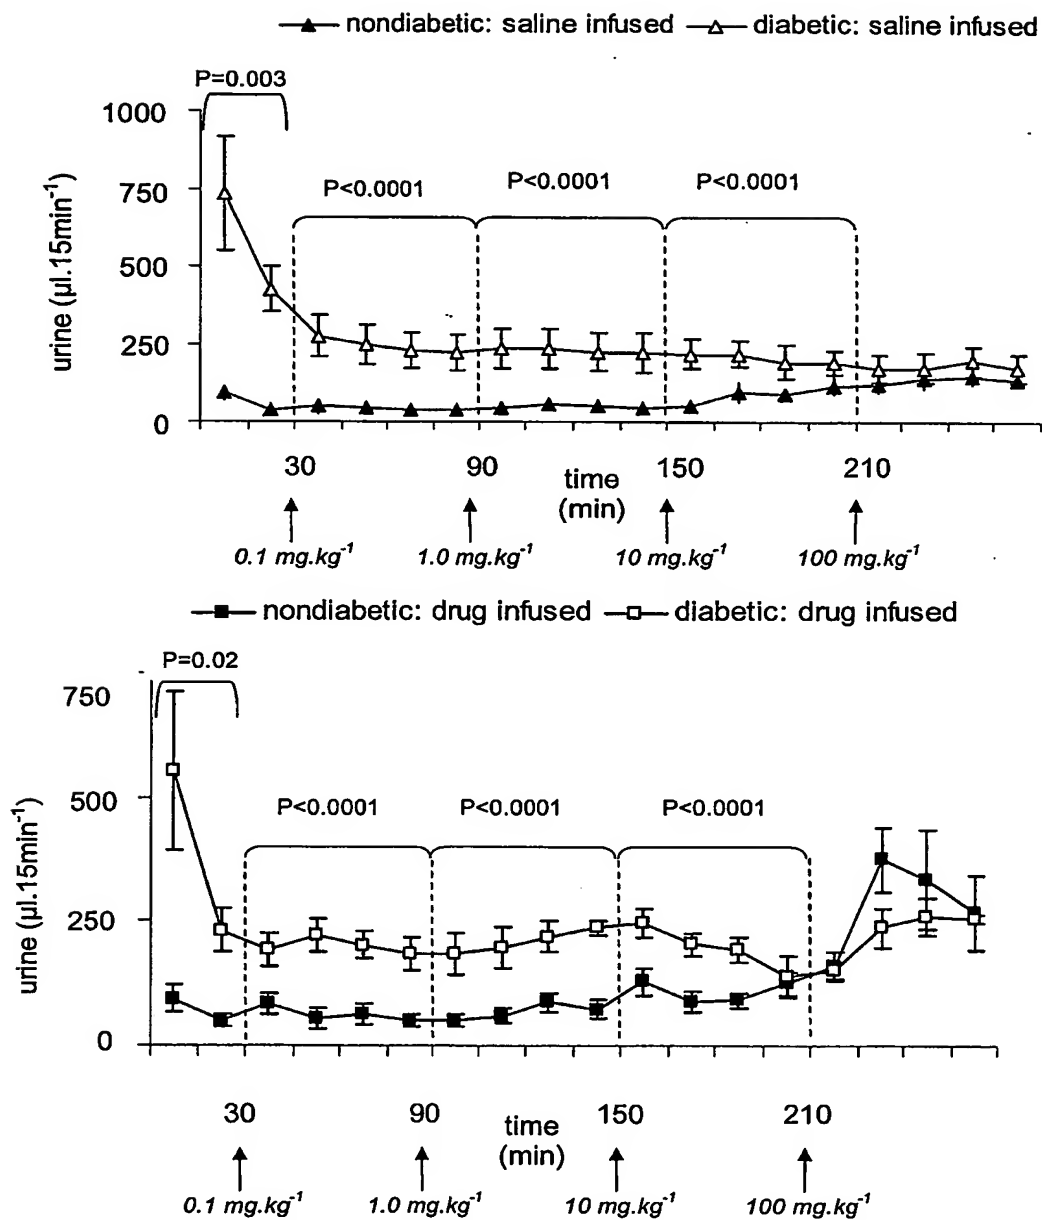 nondiabetic: saline infused diabetic: saline infused
P=0.003
1000
P<0.0001 P<0.0001 P<0.0001
750
500
250
0
urine (µl.15min⁻¹)
30 90 150 210
time
(min)
0.1 mg.kg⁻¹ 1.0 mg.kg⁻¹ 10 mg.kg⁻¹ 100 mg.kg⁻¹
nondiabetic: drug infused diabetic: drug infused
P=0.02
750
500
P<0.0001 P<0.0001 P<0.0001
250
0
urine (µl.15min⁻¹)
30 90 150 210
time
(min)
0.1 mg.kg⁻¹ 1.0 mg.kg⁻¹ 10 mg.kg⁻¹ 100 mg.kg⁻¹